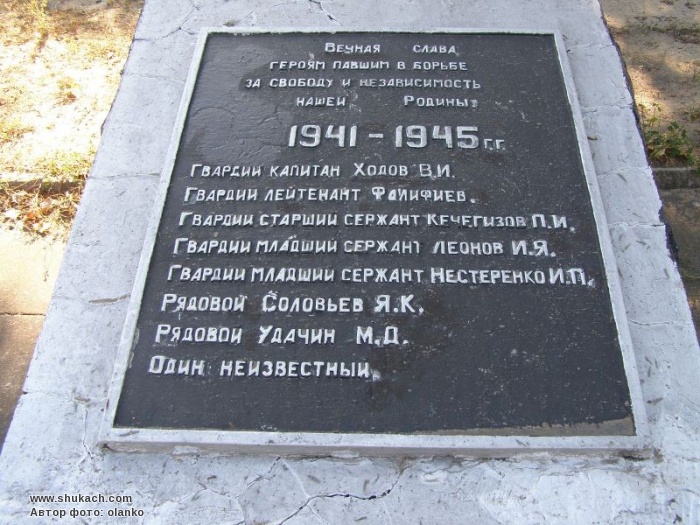 Вечная слава
героям павшим в борьбе
за свободу и независимость
нашей Родины!
1941 - 1945 г.г.
Гвардии капитан Ходов В.И.
Гвардии лейтенант
Гвардии старший сержант Кечегизов П.И.
Гвардии младший сержант Леонов И.Я.
Гвардии младший сержант Нестеренко И.П.
Рядовой Соловьев Я.К.
Рядовой Удачин М.Д.
Один неизвестный.
www.shukach.com
Автор фото: olanko